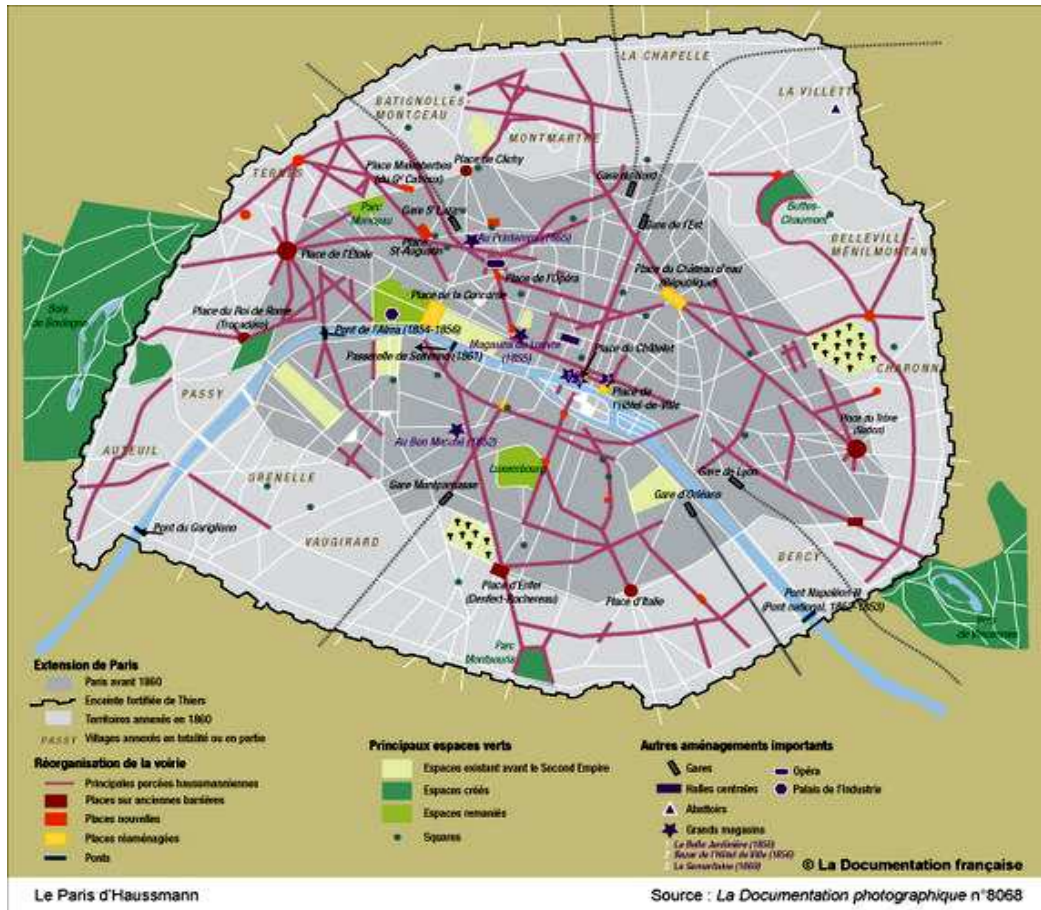 LA CHAPELLE
LA VILLETT
BATIGNOLLES-
MONTCEAU
MONTMARTRE
Place de Clichy
Place Malesherbes
(du Gᵃˡ Catroux)
TERNES
Parc
Monceau
Gare Sᵗ Lazare
Gare du Nord
Gare de l'Est
Buttes-
Chaumont
BELLEVILLE-
MÉNILMONTANT
Au Printemps (1865)
Place
St-Augustin
Place de l'Étoile
Place de l'Opéra
Place du Château d'eau
(République)
Place de la Concorde
Place du Roi de Rome
(Trocadéro)
Bois
de Boulogne
Pont de l'Alma (1854-1856)
Passerelle de Solférino (1861)
Magasins du Louvre
(1855)
Place du Châtelet
CHARONNE
PASSY
Place de
l'Hôtel-de-Ville
Place du Trône
(Nation)
Au Bon Marché (1852)
AUTEUIL
Luxembourg
GRENELLE
Gare Montparnasse
Gare de Lyon
Gare d'Orléans
Pont du Garigliano
VAUGIRARD
BERCY
Place d'Enfer
(Denfert-Rochereau)
Place d'Italie
Pont Napoléon III
(Pont national, 1852-1853)
Bois
de Vincennes
Parc
Montsouris
Extension de Paris
Paris avant 1860
Enceinte fortifiée de Thiers
Territoires annexés en 1860
PASSY Villages annexés en totalité ou en partie
Réorganisation de la voirie
Principales percées haussmanniennes
Places sur anciennes barrières
Places nouvelles
Places réaménagées
Ponts
Principaux espaces verts
Espaces existant avant le Second Empire
Espaces créés
Espaces remaniés
Squares
Autres aménagements importants
Gares
Opéra
Halles centrales
Palais de l'Industrie
Abattoirs
Grands magasins
La Belle Jardinière (1856)
Bazar de l'Hôtel de Ville (1856)
La Samaritaine (1869)
© La Documentation française
Le Paris d'Haussmann
Source : La Documentation photographique n°8068